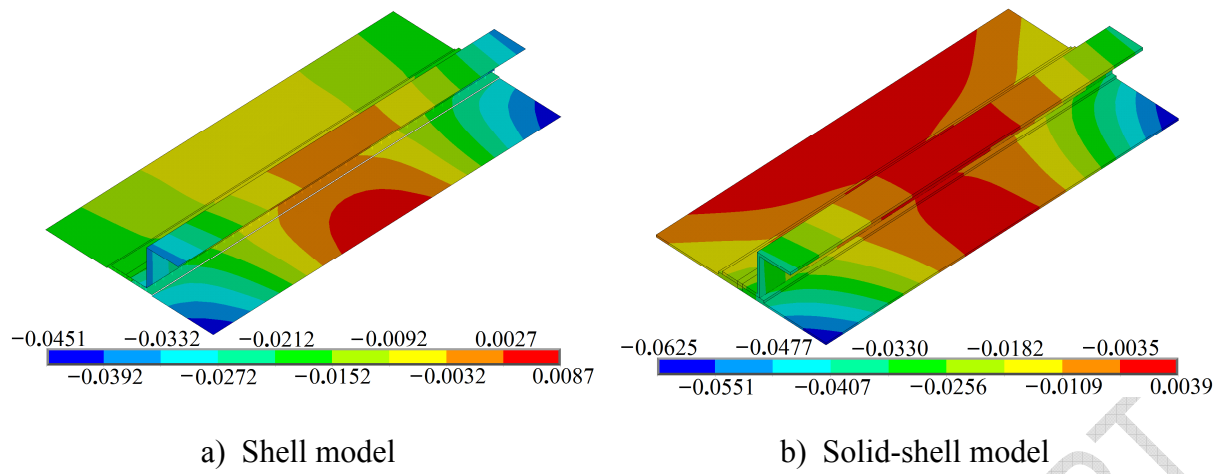 −0.0451 −0.0332 −0.0212 −0.0092 0.0027
−0.0392 −0.0272 −0.0152 −0.0032 0.0087
−0.0625 −0.0477 −0.0330 −0.0182 −0.0035
−0.0551 −0.0407 −0.0256 −0.0109 0.0039
a) Shell model
b) Solid-shell model
PT